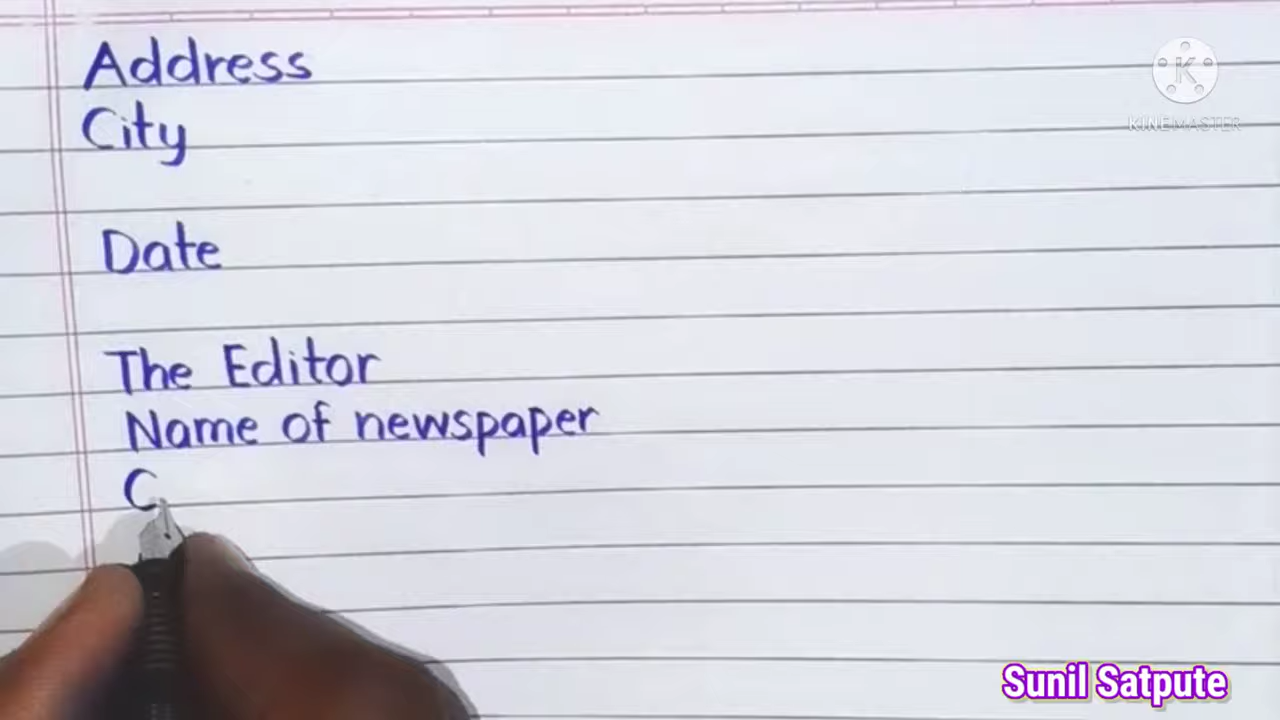 Address
City
Date
The Editor
Name of newspaper
C
K
KINEMASTER
Sunil Satpute